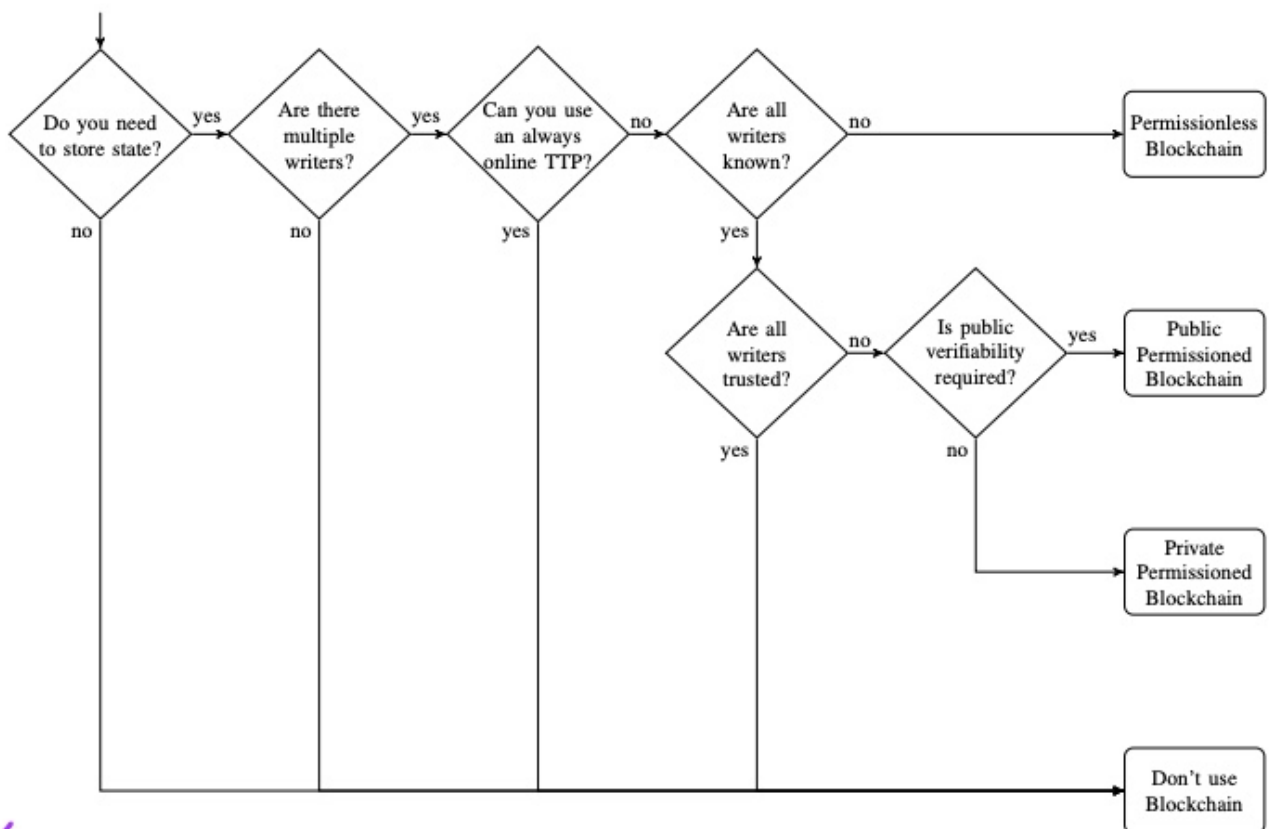 Do you need
to store state?
yes
no
Are there
multiple
writers?
yes
no
Can you use
an always
online TTP?
no
yes
Are all
writers
known?
no
yes
Permissionless
Blockchain
Are all
writers
trusted?
no
yes
Is public
verifiability
required?
yes
no
Public
Permissioned
Blockchain
Private
Permissioned
Blockchain
Don't use
Blockchain